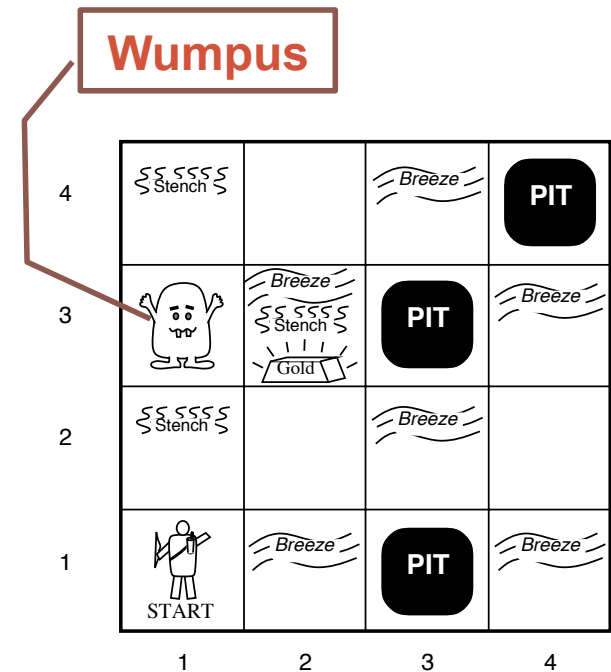 Wumpus
4
Stench
Breeze
PIT
3
Breeze
Stench
Gold
PIT
Breeze
2
Stench
Breeze
1
START
Breeze
PIT
Breeze
1 2 3 4